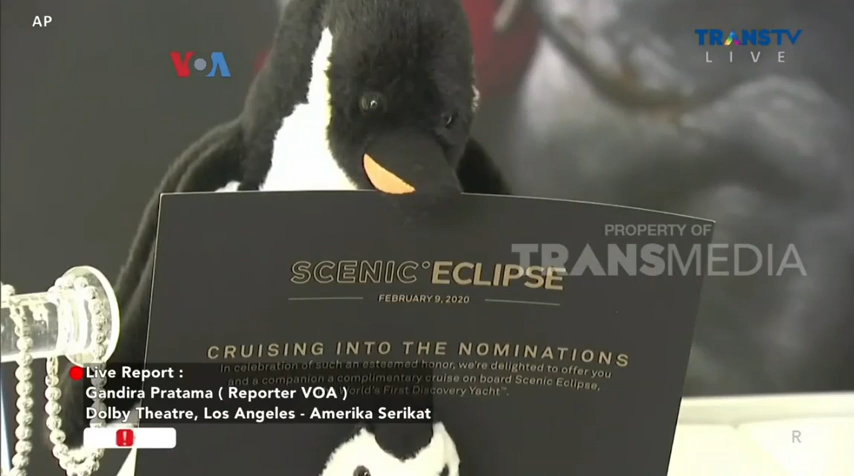 AP
VOA
TRANSTV
LIVE
PROPERTY OF
TRANSMEDIA
SCENIC°ECLIPSE
FEBRUARY 9, 2020
CRUISING INTO THE NOMINATIONS
In celebration of such an esteemed honor, we're delighted to offer you
and a companion a complimentary cruise on board Scenic Eclipse,
World's First Discovery Yacht™.
Live Report :
Gandira Pratama ( Reporter VOA )
Dolby Theatre, Los Angeles - Amerika Serikat
!
R